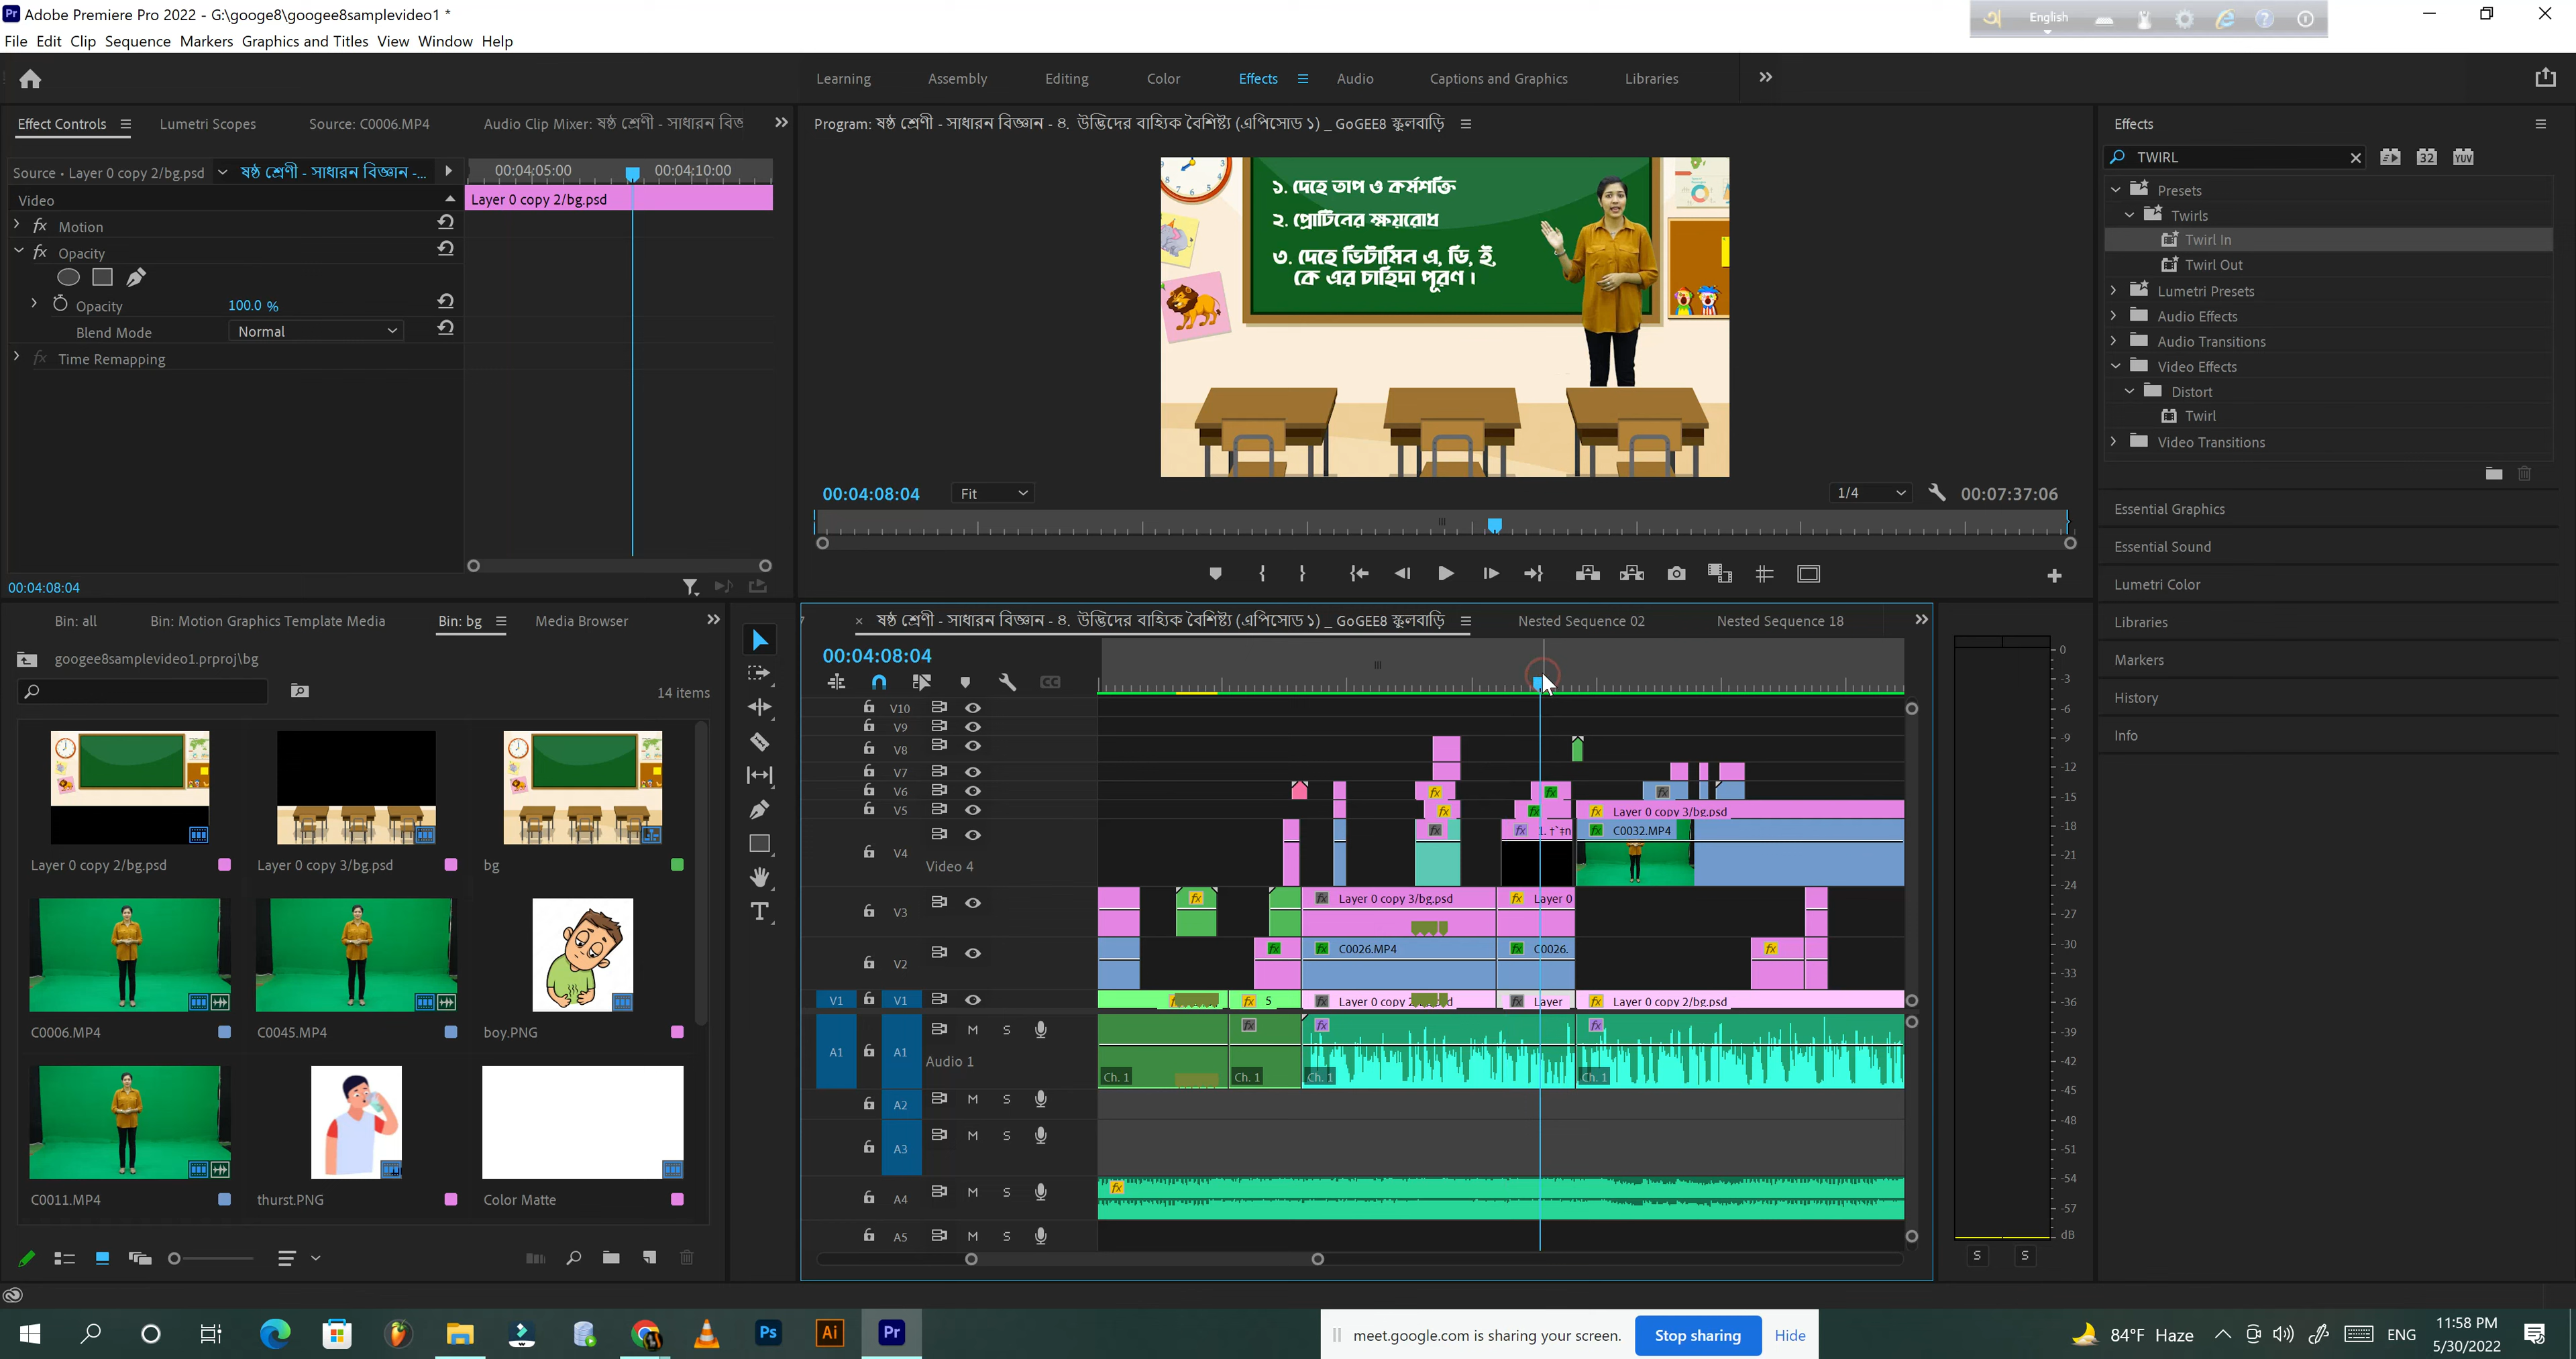 Adobe Premiere Pro 2022 - G:\googe8\googee8samplevideo1 *
English
File Edit Clip Sequence Markers Graphics and Titles View Window Help
Learning Assembly Editing Color Effects Audio Captions and Graphics Libraries
Effect Controls Lumetri Scopes Source: C0006.MP4 Audio Clip Mixer: ষষ্ঠ শ্রেণী - সাধারন
Source • Layer 0 copy 2/bg.psd ষষ্ঠ শ্রেণী - সাধারন বিজ্ঞান -...
00:04:05:00 00:04:10:00
Video
Layer 0 copy 2/bg.psd
fx Motion
fx Opacity
Opacity 100.0 %
Blend Mode Normal
fx Time Remapping
00:04:08:04
Program: ষষ্ঠ শ্রেণী - সাধারন বিজ্ঞান - ৪. উদ্ভিদের বাহ্যিক বৈশিষ্ট্য (এপিসোড ১) _ GoGEE8 স্কুলবাড়ি
১. দেহে তাপ ও কর্মশক্তি
২. প্রোটিনের ক্ষয়রোধ
৩. দেহে ভিটামিন এ, ডি, ই,
কে এর চাহিদা পূরণ।
00:04:08:04 Fit 1/4 00:07:37:06
Effects
TWIRL
32 YUV
Presets
Twirls
Twirl In
Twirl Out
Lumetri Presets
Audio Effects
Audio Transitions
Video Effects
Distort
Twirl
Video Transitions
Essential Graphics
Essential Sound
Lumetri Color
Libraries
Markers
History
Info
Bin: all Bin: Motion Graphics Template Media Bin: bg Media Browser
googee8samplevideo1.prproj\bg
14 items
Layer 0 copy 2/bg.psd Layer 0 copy 3/bg.psd bg
C0006.MP4 C0045.MP4 boy.PNG
C0011.MP4 thurst.PNG Color Matte
ষষ্ঠ শ্রেণী - সাধারন বিজ্ঞান - ৪. উদ্ভিদের বাহ্যিক বৈশিষ্ট্য (এপিসোড ১) _ GoGEE8 স্কুলবাড়ি Nested Sequence 02 Nested Sequence 18
00:04:08:04
V10
V9
V8
V7
V6
V5 Layer 0 copy 3/bg.psd
C0032.MP4
V4
Video 4
V3 Layer 0 copy 3/bg.psd Layer 0
V2 C0026.MP4 C0026.
V1 V1 5 Layer 0 copy Layer Layer 0 copy 2/bg.psd
A1 A1 M S
Audio 1
Ch. 1 Ch. 1 Ch. 1 Ch. 1
A2 M S
A3 M S
A4 M S
A5 M S
0
-3
-6
-9
-12
-15
-18
-21
-24
-27
-30
-33
-36
-39
-42
-45
-48
-51
-54
-57
dB
S S
Ps Ai Pr
meet.google.com is sharing your screen. Stop sharing Hide
84°F Haze ENG
11:58 PM
5/30/2022